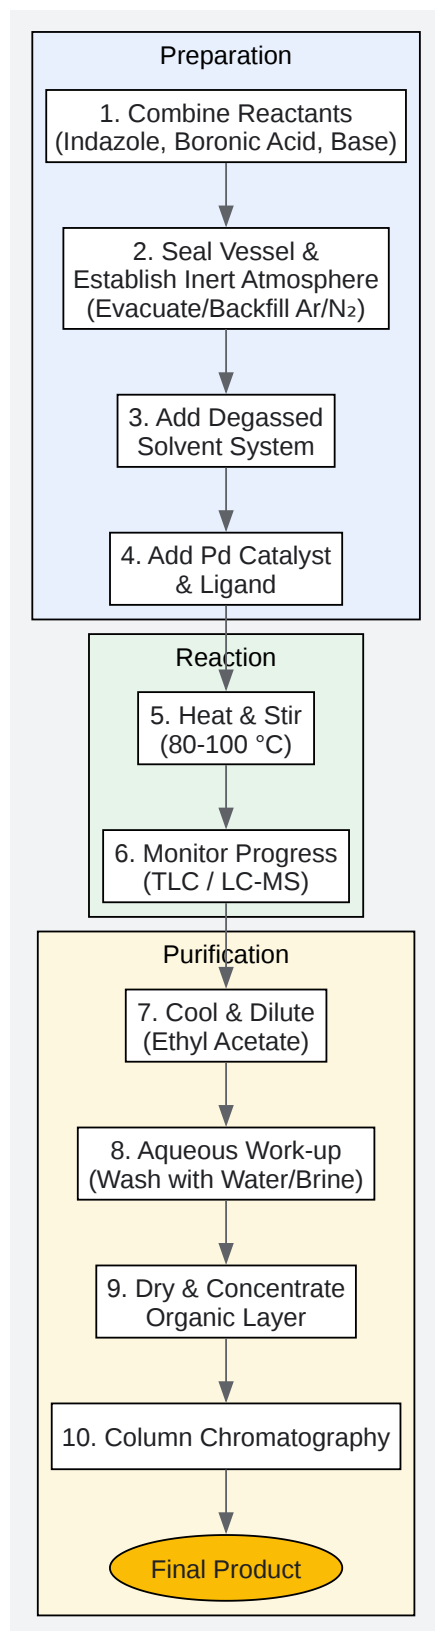 Preparation
1. Combine Reactants
(Indazole, Boronic Acid, Base)
2. Seal Vessel &
Establish Inert Atmosphere
(Evacuate/Backfill Ar/N₂)
3. Add Degassed
Solvent System
4. Add Pd Catalyst
& Ligand
Reaction
5. Heat & Stir
(80-100 °C)
6. Monitor Progress
(TLC / LC-MS)
Purification
7. Cool & Dilute
(Ethyl Acetate)
8. Aqueous Work-up
(Wash with Water/Brine)
9. Dry & Concentrate
Organic Layer
10. Column Chromatography
Final Product